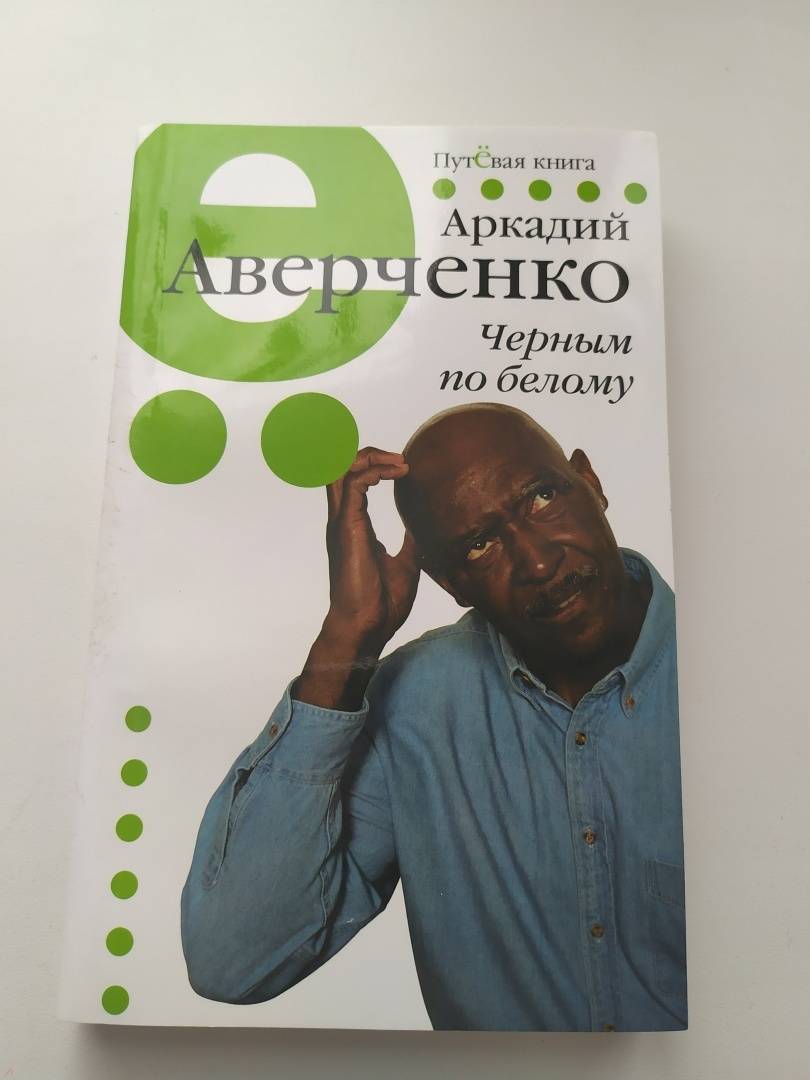 ё
Путёвая книга
Аркадий
Аверченко
Черным
по белому